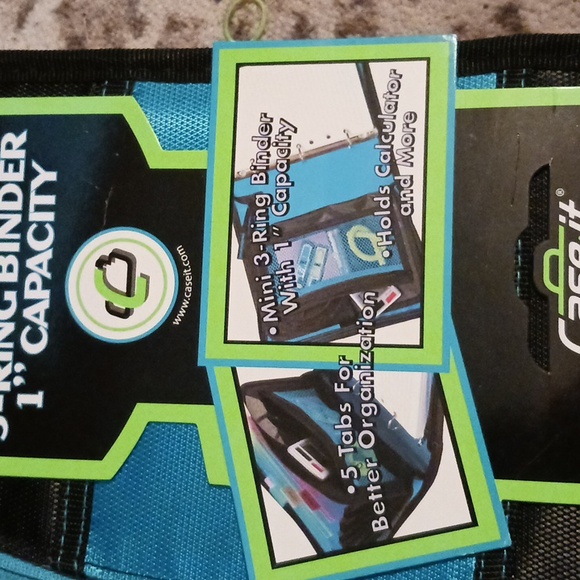 3-RING BINDER
1” CAPACITY
www.caseit.com
• Mini 3-Ring Binder
With 1” Capacity
• Holds Calculator
and More
• 5 Tabs For
Better Organization
Case•it®